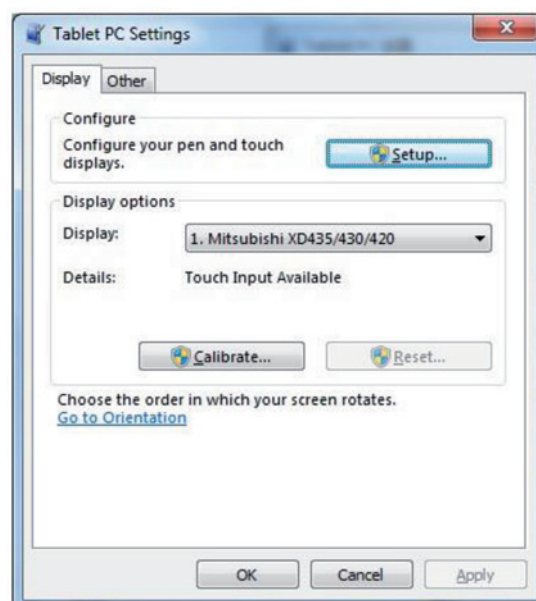 Tablet PC Settings
Display
Other
Configure
Configure your pen and touch
displays.
Setup...
Display options
Display:
1. Mitsubishi XD435/430/420
Details:
Touch Input Available
Calibrate...
Reset...
Choose the order in which your screen rotates.
Go to Orientation
OK
Cancel
Apply